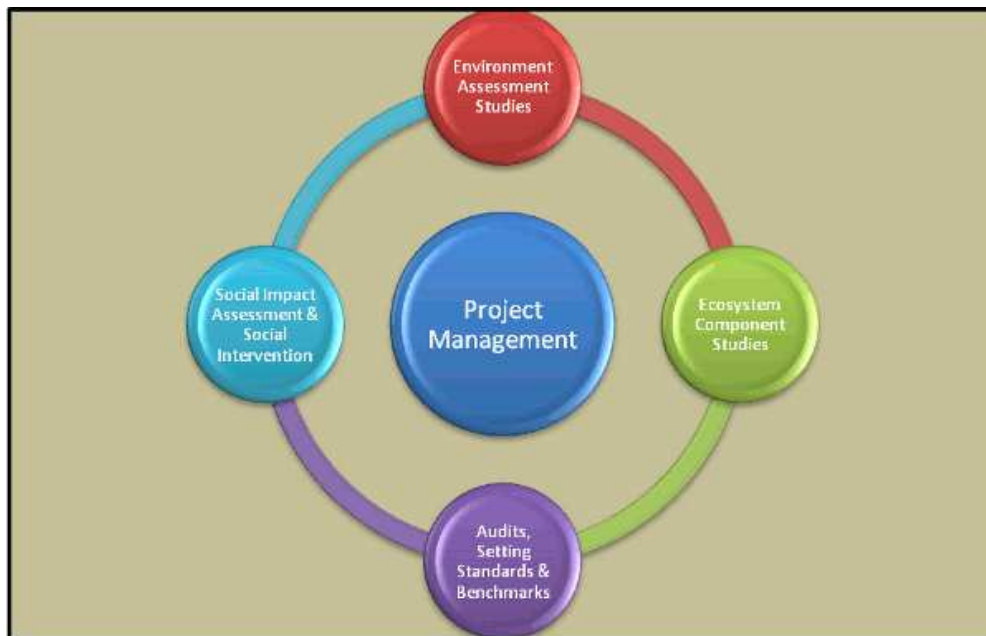 Environment
Assessment
Studies
Social Impact
Assessment &
Social
Intervention
Project
Management
Ecosystem
Component
Studies
Audits,
Setting
Standards &
Benchmarks